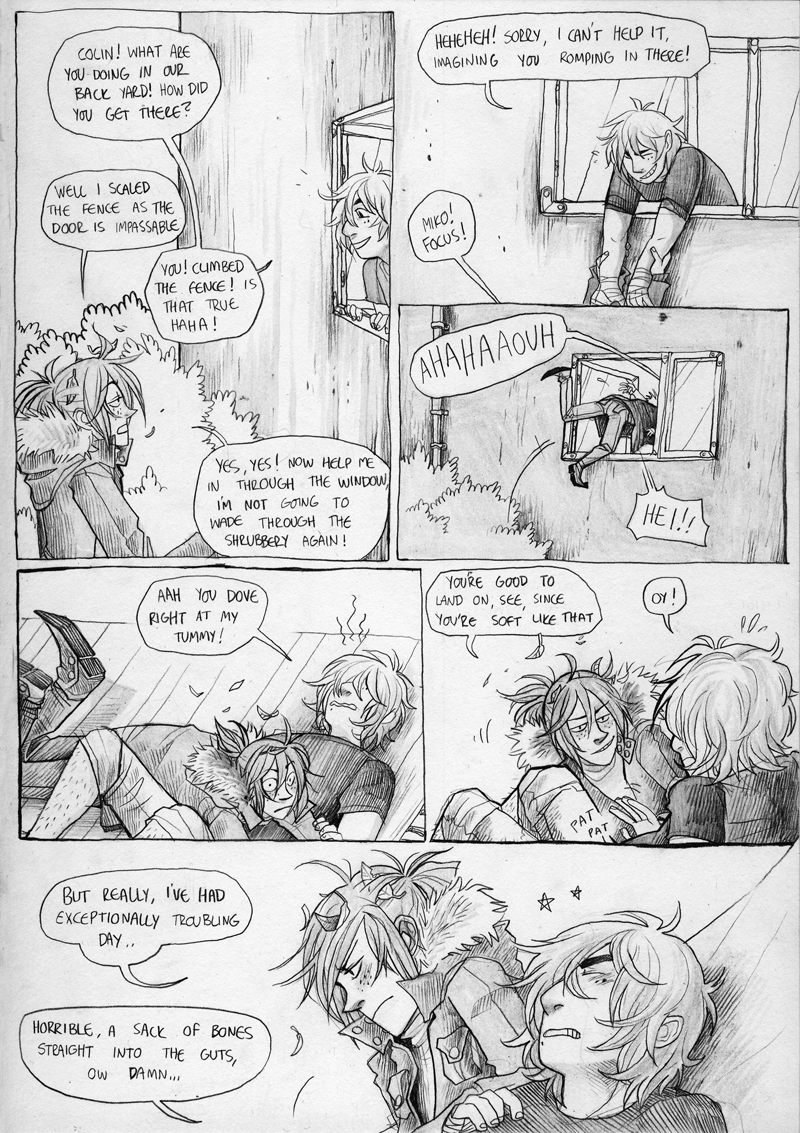 COLIN! WHAT ARE
YOU DOING IN OUR
BACK YARD! HOW DID
YOU GET THERE?
WELL I SCALED
THE FENCE AS THE
DOOR IS IMPASSABLE
YOU! CLIMBED
THE FENCE! IS
THAT TRUE
HAHA!
YES, YES! NOW HELP ME
IN THROUGH THE WINDOW,
I'M NOT GOING TO
WADE THROUGH THE
SHRUBBERY AGAIN!
HEHEHEH! SORRY, I CAN'T HELP IT,
IMAGINING YOU ROMPING IN THERE!
MIKO!
FOCUS!
AHAHAAOUH
HEI!!
AAH YOU DOVE
RIGHT AT MY
TUMMY!
YOU'RE GOOD TO
LAND ON, SEE, SINCE
YOU'RE SOFT LIKE THAT
OY!
PAT
PAT
BUT REALLY, I'VE HAD
EXCEPTIONALLY TROUBLING
DAY..
HORRIBLE, A SACK OF BONES
STRAIGHT INTO THE GUTS,
OW DAMN...